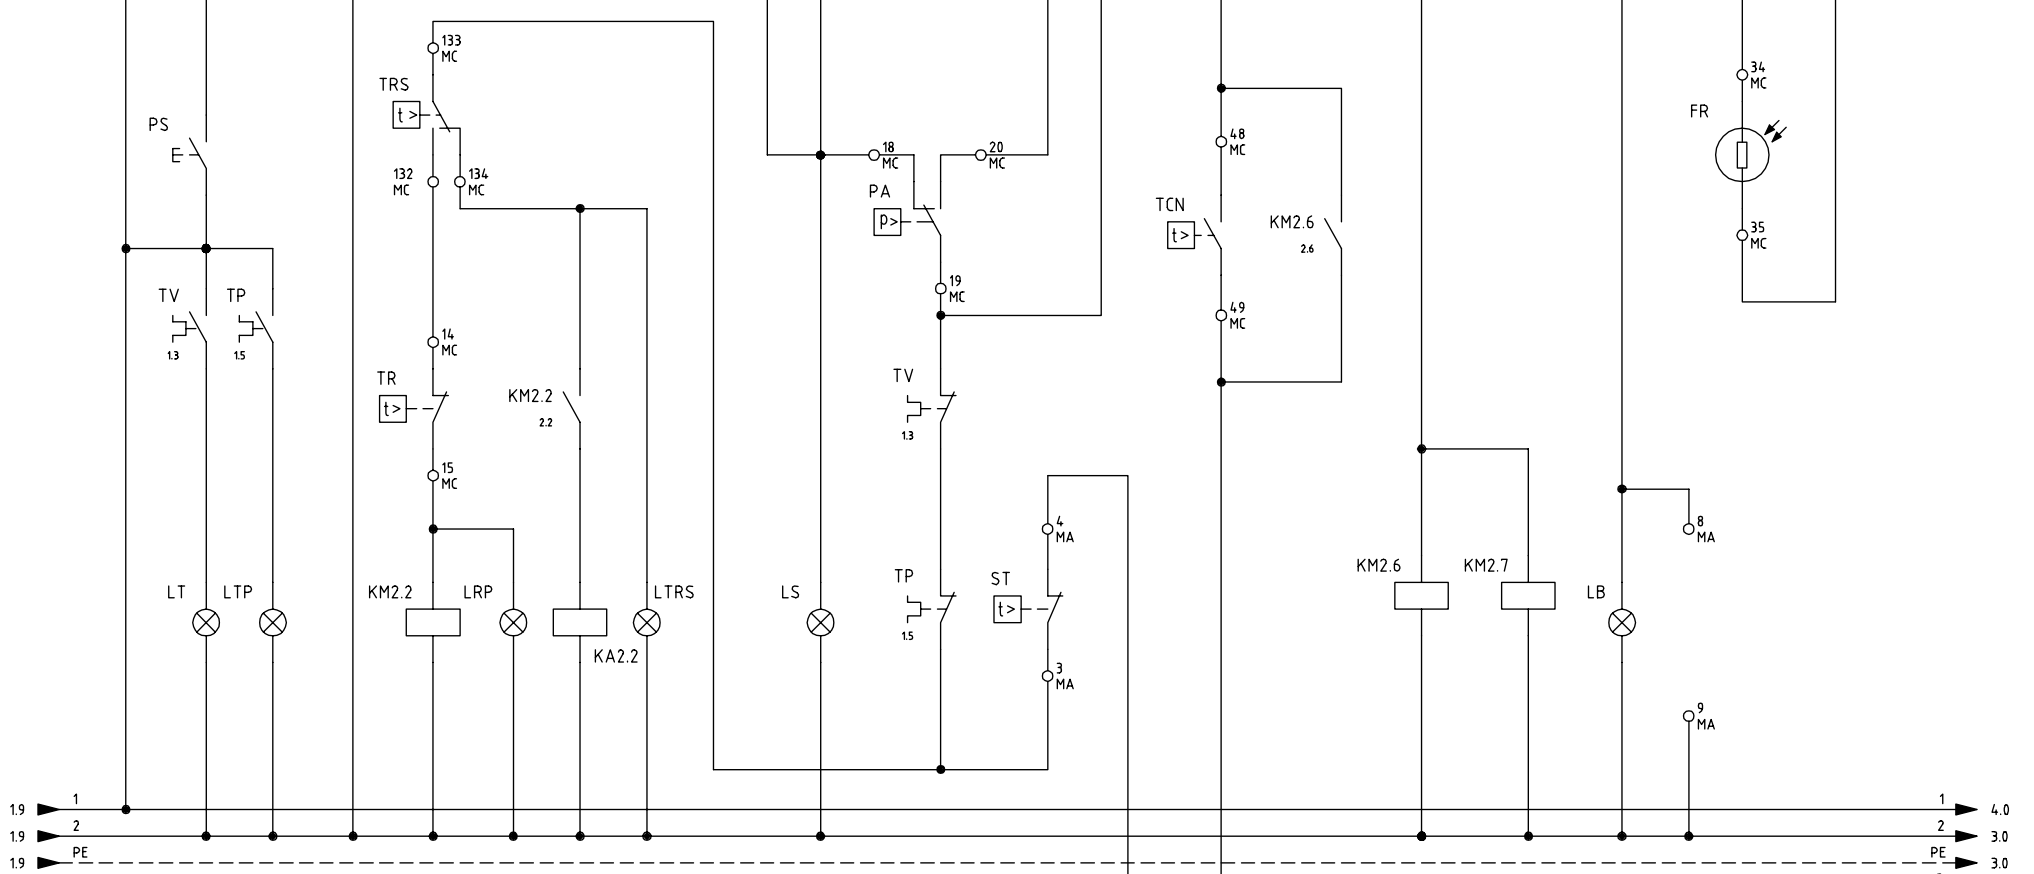 133
MC
TRS
t>
132
MC
134
MC
PS
TV
1.3
TP
1.5
14
MC
TR
t>
15
MC
KM2.2
2.2
LT
LTP
KM2.2
LRP
KA2.2
LTRS
18
MC
20
MC
PA
p>
19
MC
TV
1.3
4
MA
TP
1.5
ST
t>
3
MA
LS
48
MC
TCN
t>
KM2.6
2.6
49
MC
34
MC
FR
35
MC
KM2.6
KM2.7
LB
8
MA
9
MA
1.9 1 1 4.0
1.9 2 2 3.0
1.9 PE PE 3.0